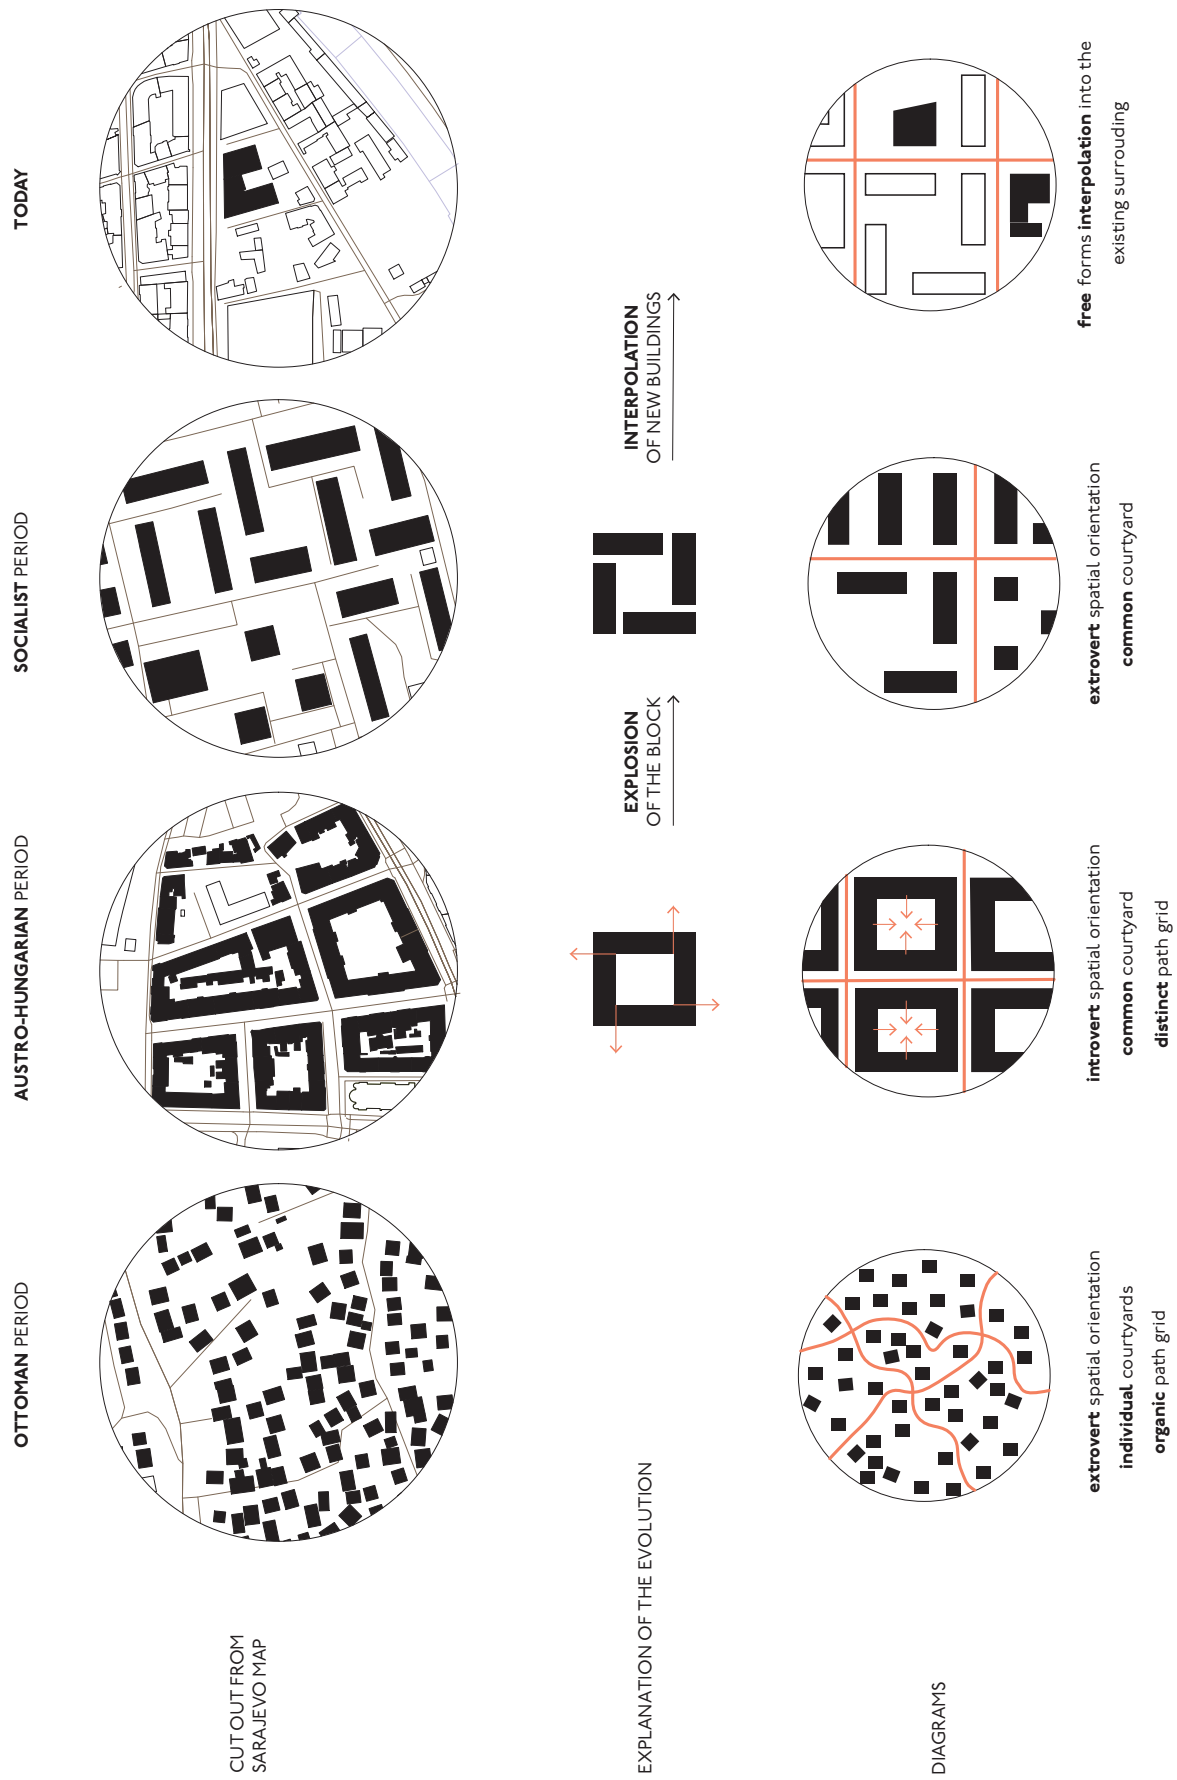 OTTOMAN PERIOD
AUSTRO-HUNGARIAN PERIOD
SOCIALIST PERIOD
TODAY
CUT OUT FROM
SARAJEVO MAP
EXPLANATION OF THE EVOLUTION
EXPLOSION
OF THE BLOCK
INTERPOLATION
OF NEW BUILDINGS
DIAGRAMS
extrovert spatial orientation
individual courtyards
organic path grid
introvert spatial orientation
common courtyard
distinct path grid
extrovert spatial orientation
common courtyard
free forms interpolation into the
existing surrouding